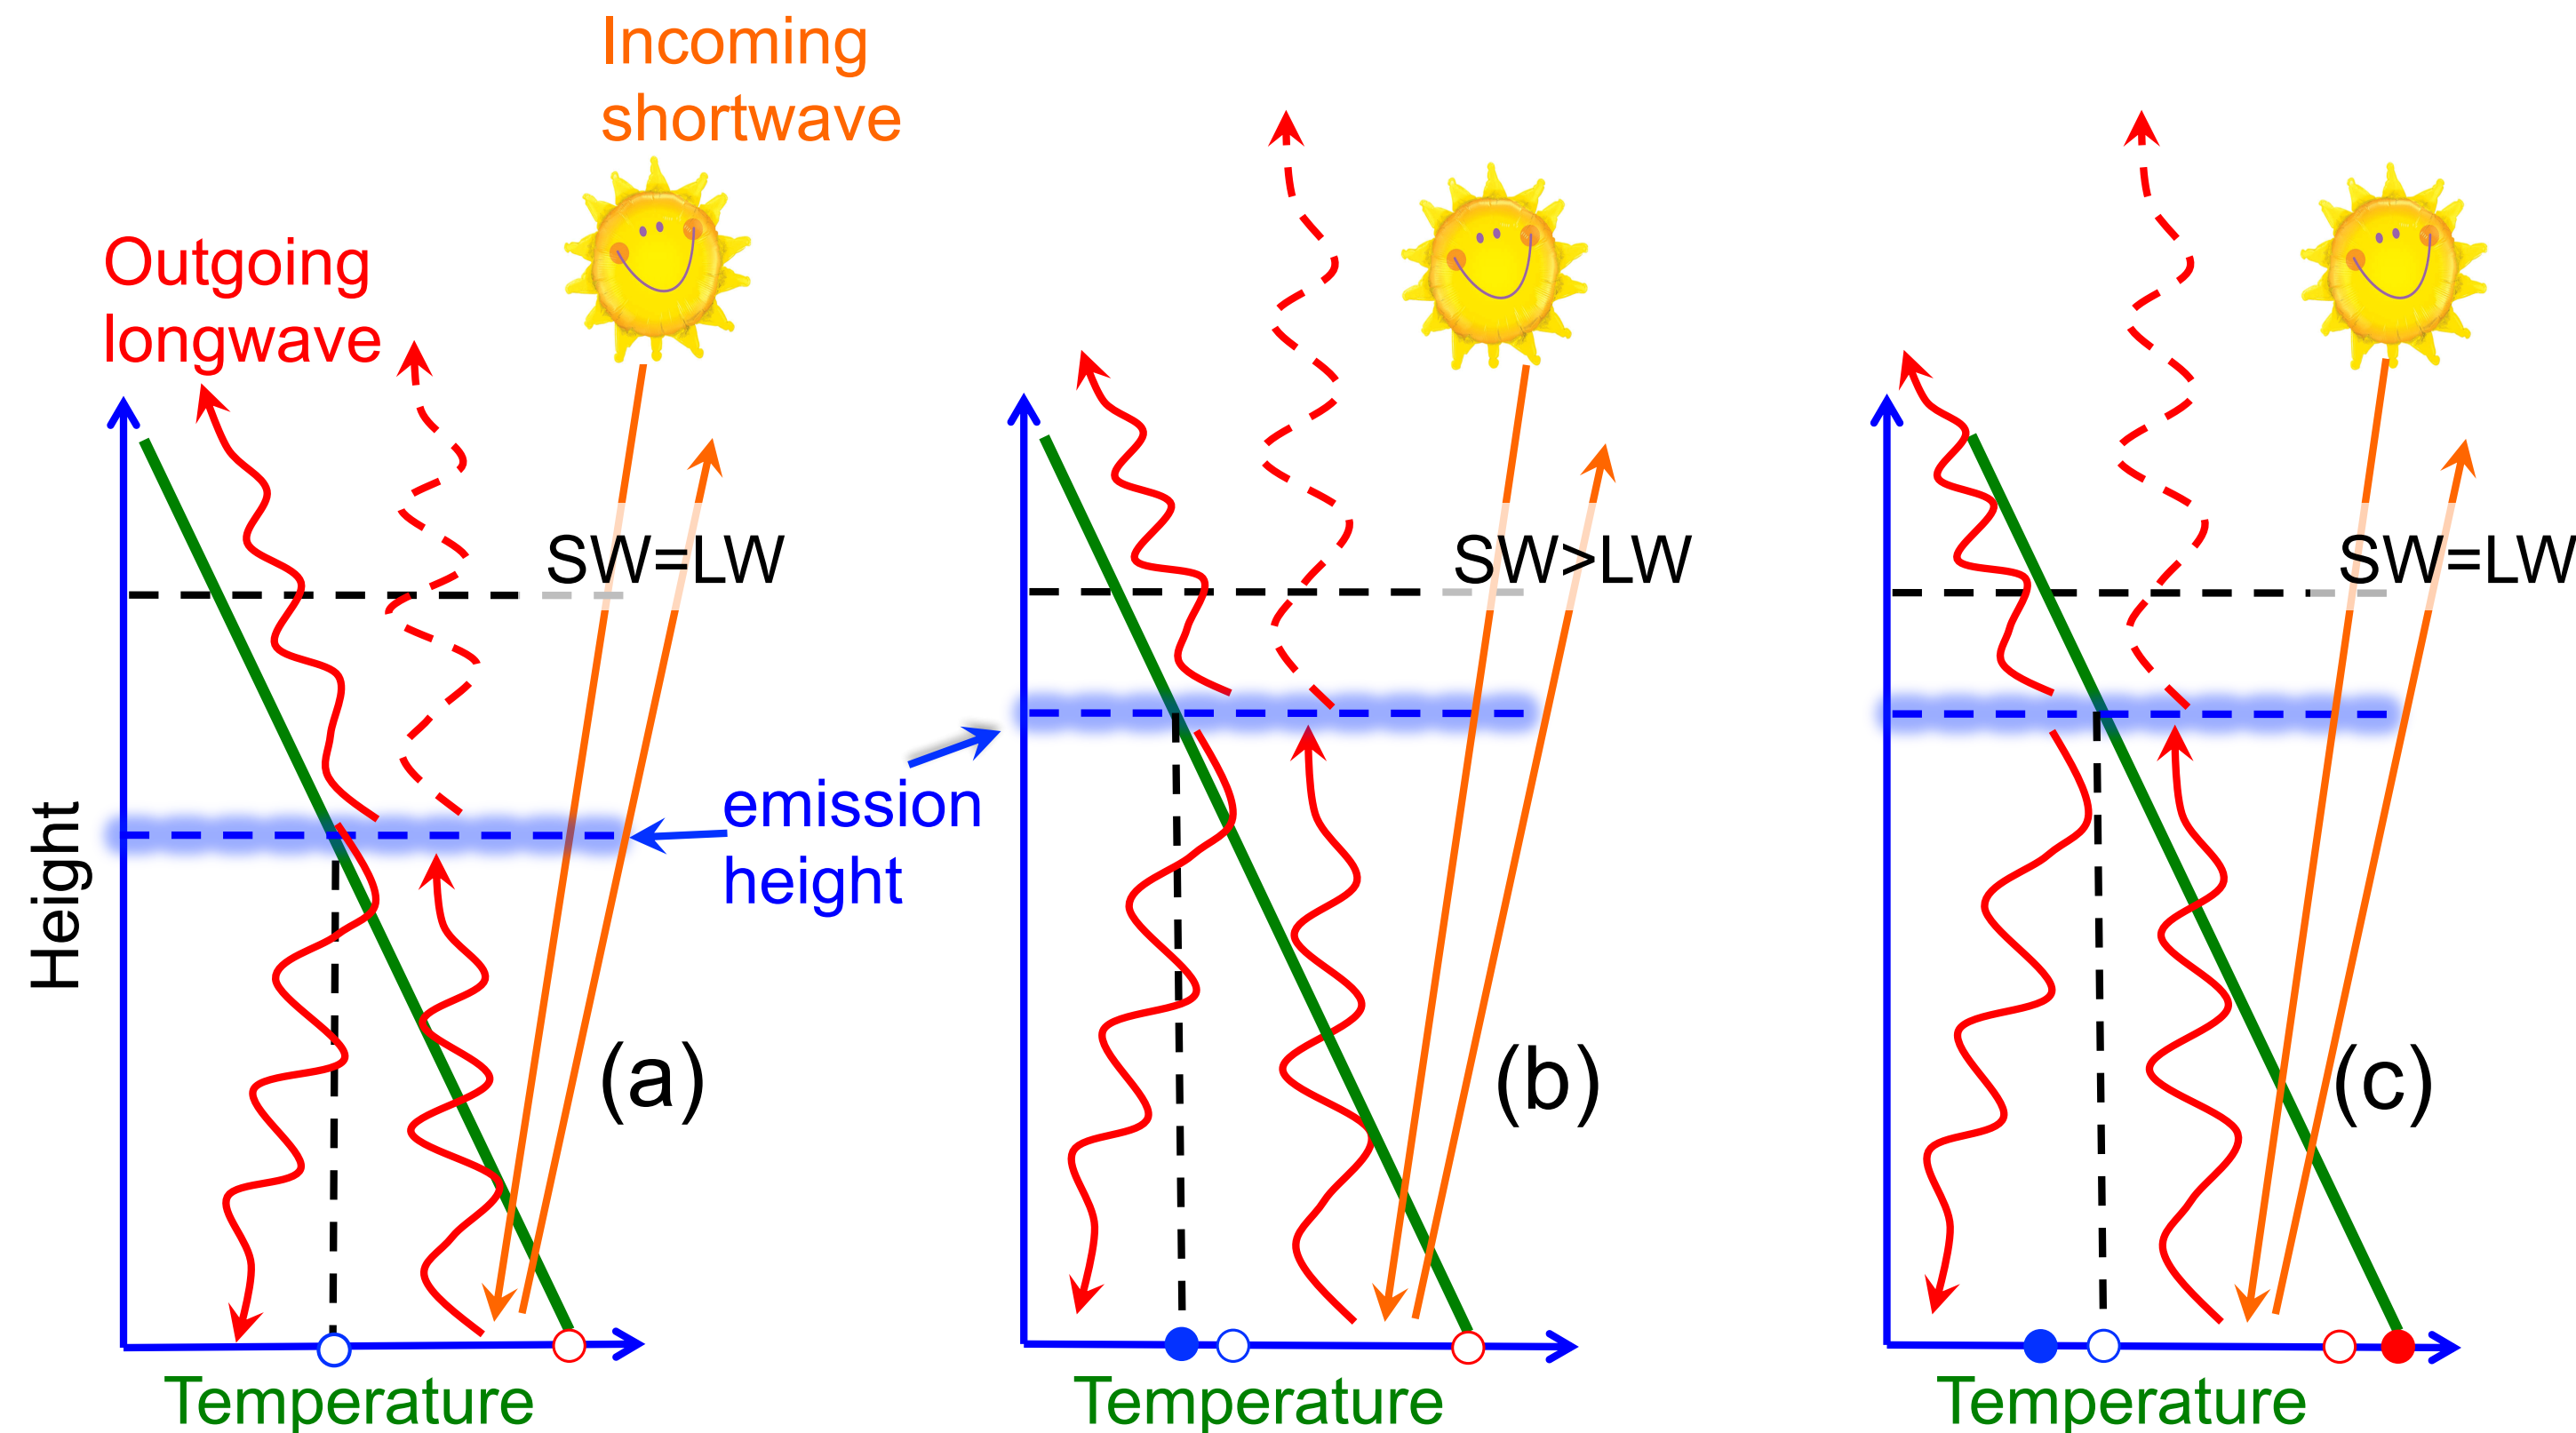 Incoming
shortwave
Outgoing
longwave
SW=LW
SW>LW
SW=LW
emission
height
Height
(a)
(b)
(c)
Temperature
Temperature
Temperature